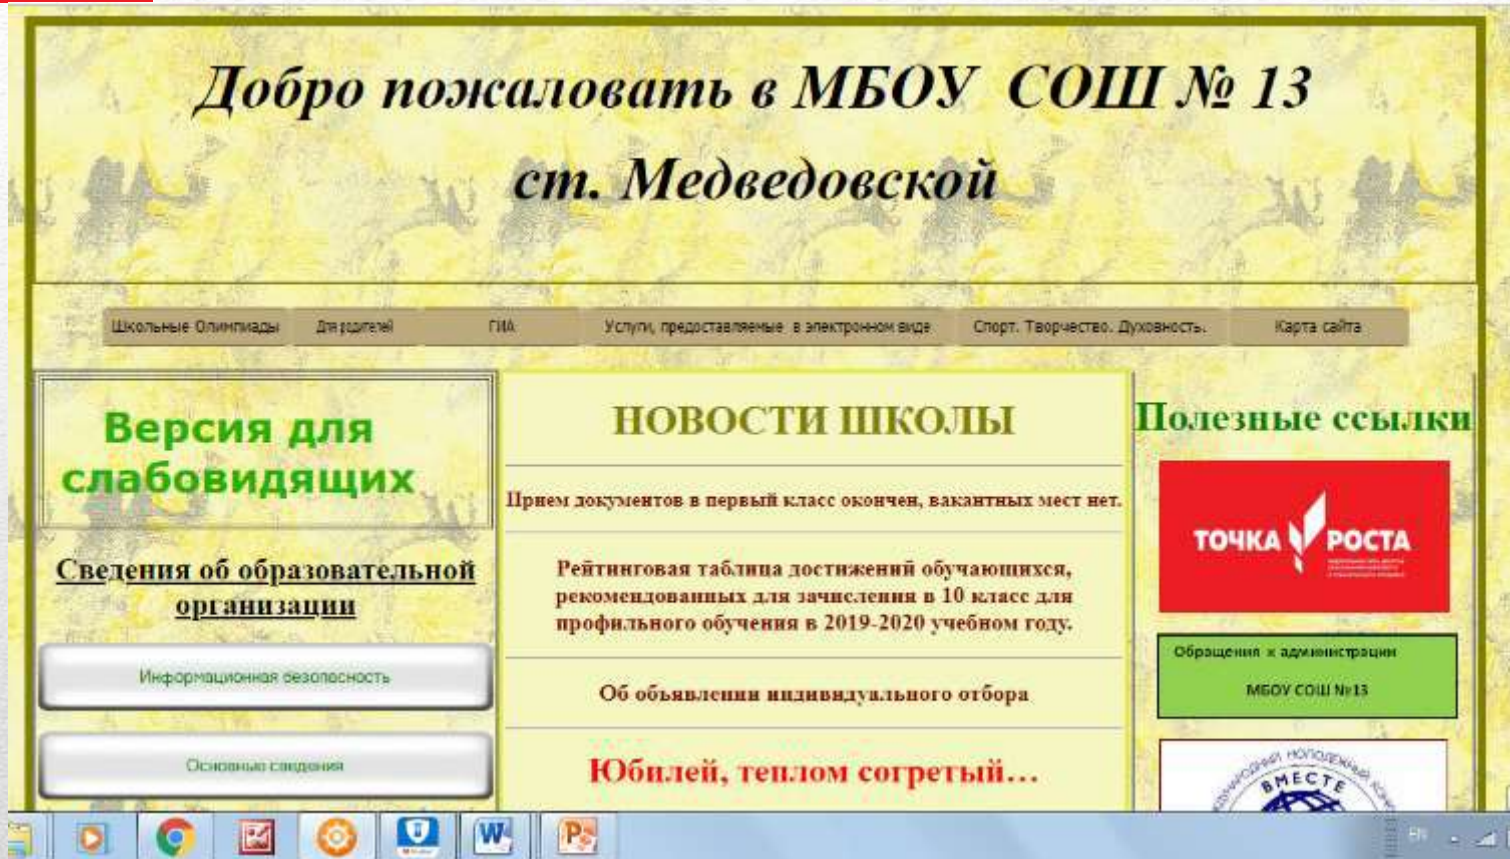 Добро пожаловать в МБОУ СОШ № 13
ст. Медведовской
Школьные Олимпиады
Для родителей
ГИА
Услуги, предоставляемые в электронном виде
Спорт. Творчество. Духовность.
Карта сайта
Версия для
слабовидящих
Сведения об образовательной
организации
Информационная безопасность
Основные сведения
НОВОСТИ ШКОЛЫ
Прием документов в первый класс окончен, вакантных мест нет.
Рейтинговая таблица достижений обучающихся,
рекомендованных для зачисления в 10 класс для
профильного обучения в 2019-2020 учебном году.
Об объявлении индивидуального отбора
Юбилей, теплом согретый...
Полезные ссылки
ТОЧКА РОСТА
Обращения к администрации
МБОУ СОШ №13
МОЛОДЕЖНЫЙ
ВМЕСТЕ
EN